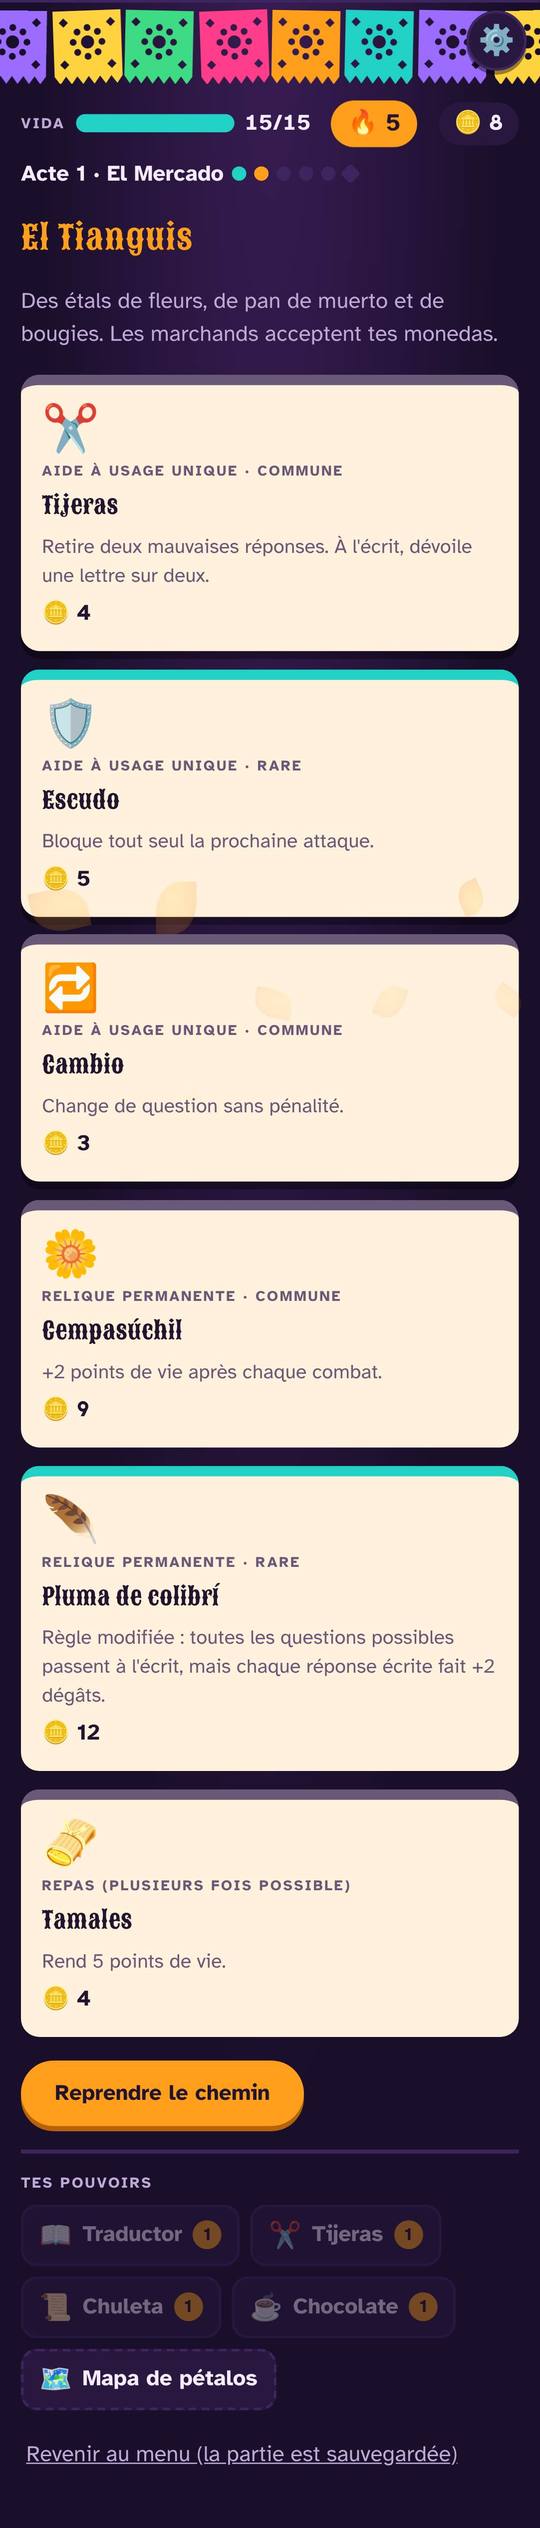 VIDA 15/15 5 8
Acte 1 · El Mercado
El Tianguis
Des étals de fleurs, de pan de muerto et de
bougies. Les marchands acceptent tes monedas.
AIDE À USAGE UNIQUE · COMMUNE
Tijeras
Retire deux mauvaises réponses. À l'écrit, dévoile
une lettre sur deux.
4
AIDE À USAGE UNIQUE · RARE
Escudo
Bloque tout seul la prochaine attaque.
5
AIDE À USAGE UNIQUE · COMMUNE
Cambio
Change de question sans pénalité.
3
RELIQUE PERMANENTE · COMMUNE
Cempasúchil
+2 points de vie après chaque combat.
9
RELIQUE PERMANENTE · RARE
Pluma de colibrí
Règle modifiée : toutes les questions possibles
passent à l'écrit, mais chaque réponse écrite fait +2
dégâts.
12
REPAS (PLUSIEURS FOIS POSSIBLE)
Tamales
Rend 5 points de vie.
4
Reprendre le chemin
TES POUVOIRS
Traductor 1 Tijeras 1
Chuleta 1 Chocolate 1
Mapa de pétalos
Revenir au menu (la partie est sauvegardée)